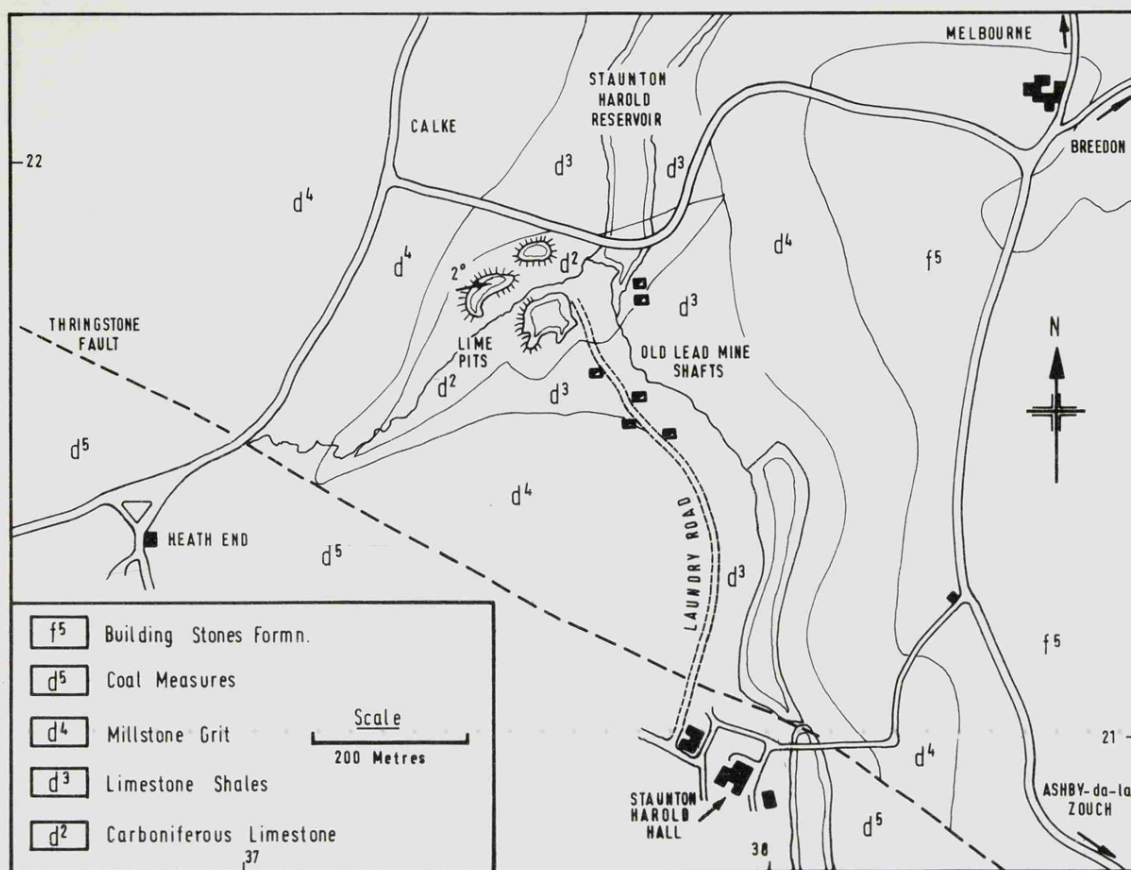 MELBOURNE
STAUNTON
HAROLD
RESERVOIR
CALKE
BREEDON
22
d3
d3
d4
d4
d4
f5
d2
2°
d3
THRINGSTONE
FAULT
LIME
PITS
OLD LEAD MINE
SHAFTS
N
d2
d3
d5
d4
HEATH END
d5
LAUNDRY ROAD
d3
f5
f5 Building Stones Formn.
d5 Coal Measures
d4 Millstone Grit
d3 Limestone Shales
d2 Carboniferous Limestone
Scale
200 Metres
21
d4
STAUNTON
HAROLD
HALL
ASHBY-da-la
ZOUCH
d5
37
38